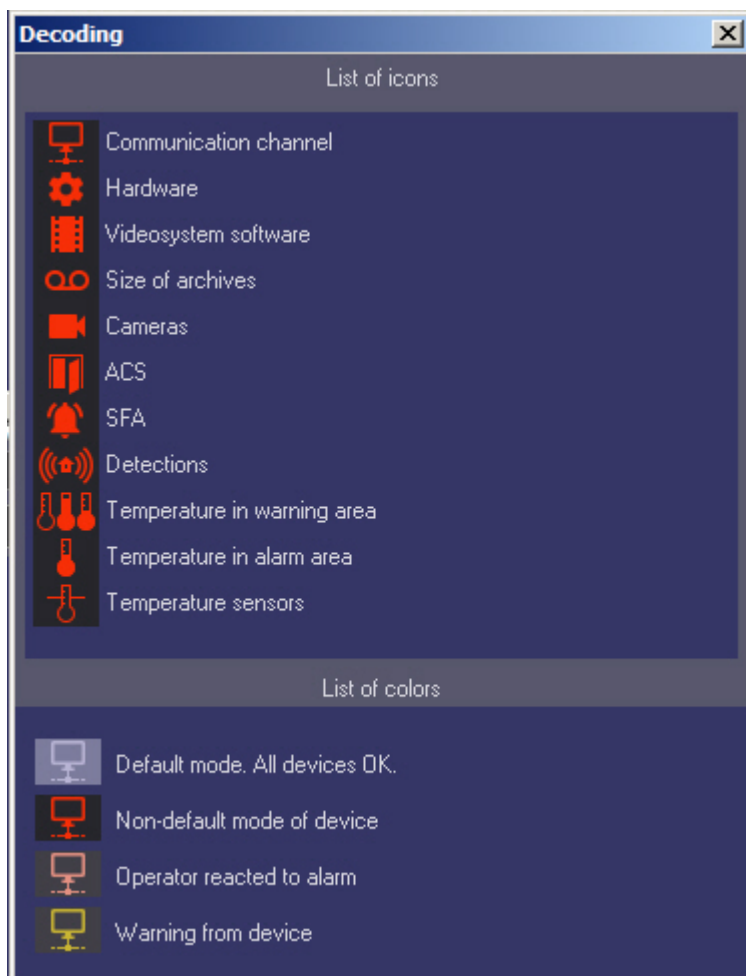 Decoding
List of icons
Communication channel
Hardware
Videosystem software
Size of archives
Cameras
ACS
SFA
Detections
Temperature in warning area
Temperature in alarm area
Temperature sensors
List of colors
Default mode. All devices OK.
Non-default mode of device
Operator reacted to alarm
Warning from device